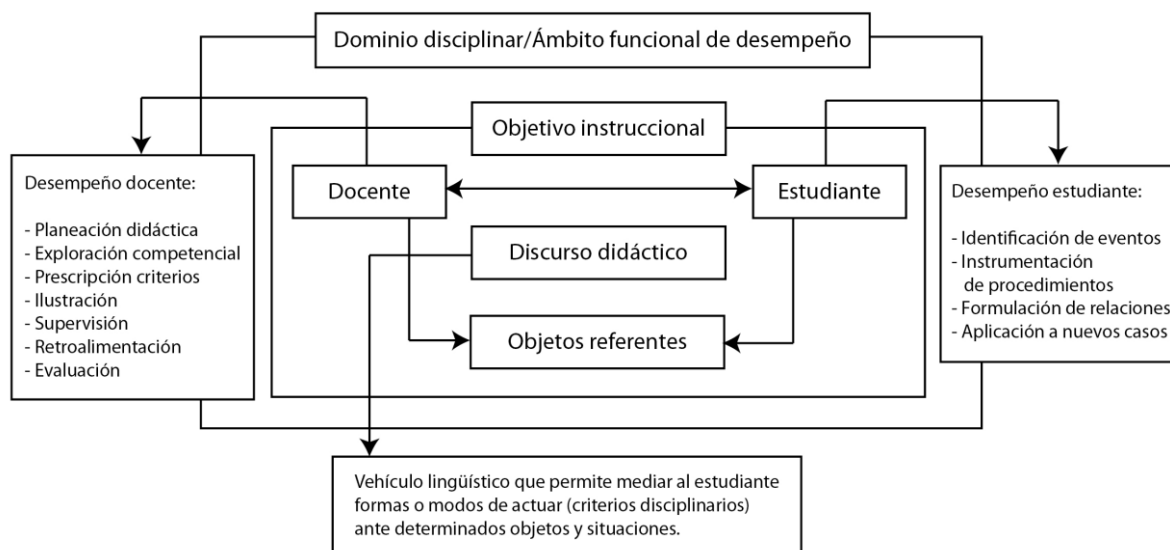 Dominio disciplinar/Ámbito funcional de desempeño
Objetivo instruccional
Docente
Estudiante
Discurso didáctico
Objetos referentes
Desempeño docente:
- Planeación didáctica
- Exploración competencial
- Prescripción criterios
- Ilustración
- Supervisión
- Retroalimentación
- Evaluación
Desempeño estudiante:
- Identificación de eventos
- Instrumentación
de procedimientos
- Formulación de relaciones
- Aplicación a nuevos casos
Vehículo lingüístico que permite mediar al estudiante
formas o modos de actuar (criterios disciplinarios)
ante determinados objetos y situaciones.